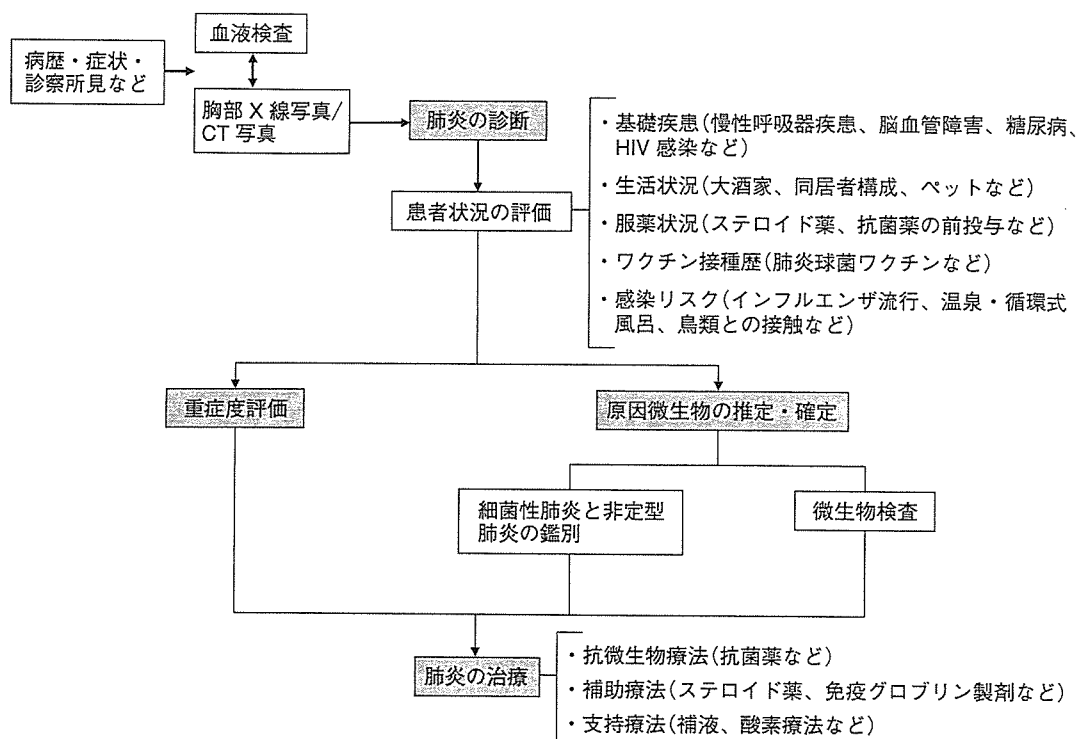 血液検査
病歴・症状・
診察所見など
胸部 X 線写真/
CT 写真
肺炎の診断
患者状況の評価
・基礎疾患(慢性呼吸器疾患、脳血管障害、糖尿病、
HIV 感染など)
・生活状況(大酒家、同居者構成、ペットなど)
・服薬状況(ステロイド薬、抗菌薬の前投与など)
・ワクチン接種歴(肺炎球菌ワクチンなど)
・感染リスク(インフルエンザ流行、温泉・循環式
風呂、鳥類との接触など)
重症度評価
原因微生物の推定・確定
細菌性肺炎と非定型
肺炎の鑑別
微生物検査
肺炎の治療
・抗微生物療法(抗菌薬など)
・補助療法(ステロイド薬、免疫グロブリン製剤など)
・支持療法(補液、酸素療法など)